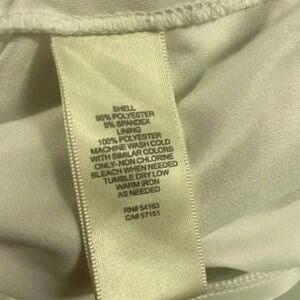 SHELL
95% POLYESTER
5% SPANDEX
LINING
100% POLYESTER
MACHINE WASH COLD
WITH SIMILAR COLORS
ONLY- NON CHLORINE
BLEACH WHEN NEEDED
TUMBLE DRY LOW
WARM IRON
AS NEEDED
RN# 54163
CA# 57151